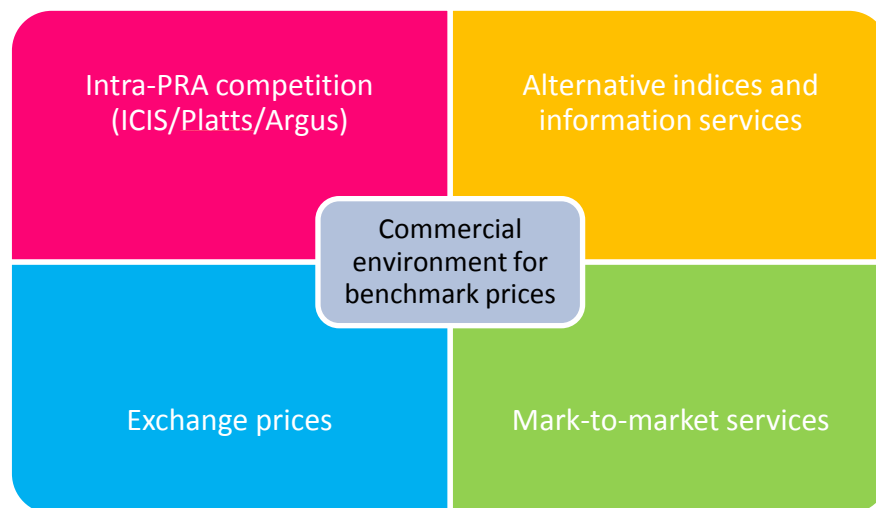 Intra-PRA competition
(ICIS/Platts/Argus)
Alternative indices and
information services
Commercial
environment for
benchmark prices
Exchange prices
Mark-to-market services